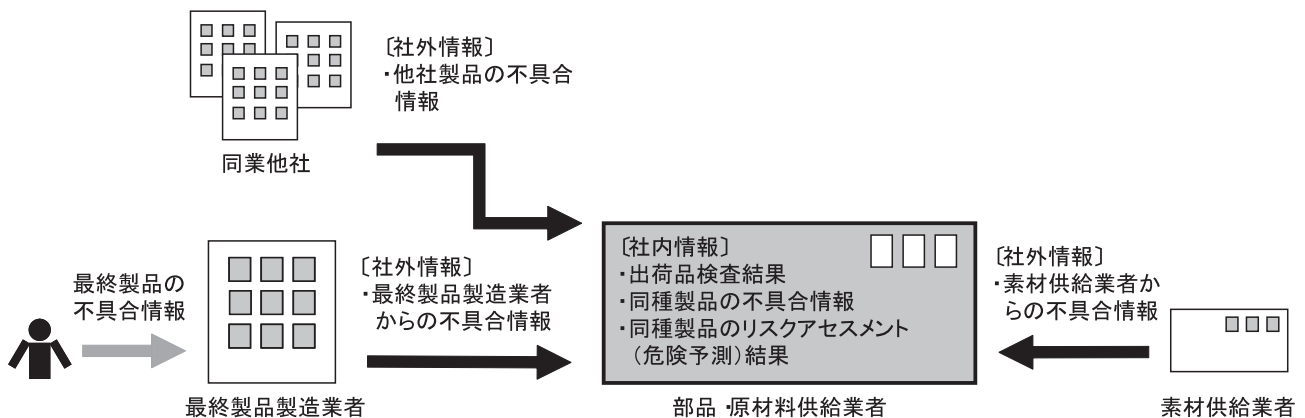 〔社外情報〕
・他社製品の不具合
情報
同業他社
最終製品の
不具合情報
〔社外情報〕
・最終製品製造業者
からの不具合情報
最終製品製造業者
〔社内情報〕
・出荷品検査結果
・同種製品の不具合情報
・同種製品のリスクアセスメント
（危険予測）結果
部品・原材料供給業者
〔社外情報〕
・素材供給業者か
らの不具合情報
素材供給業者